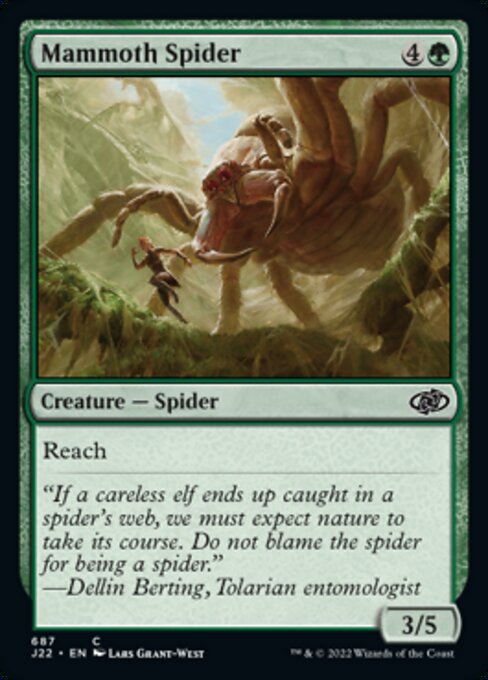 Mammoth Spider 4
Creature — Spider
Reach
“If a careless elf ends up caught in a
spider’s web, we must expect nature to
take its course. Do not blame the spider
for being a spider.”
—Dellin Berting, Tolarian entomologist
3/5
687 C
J22 • EN Lars Grant-West
™ & © 2022 Wizards of the Coast